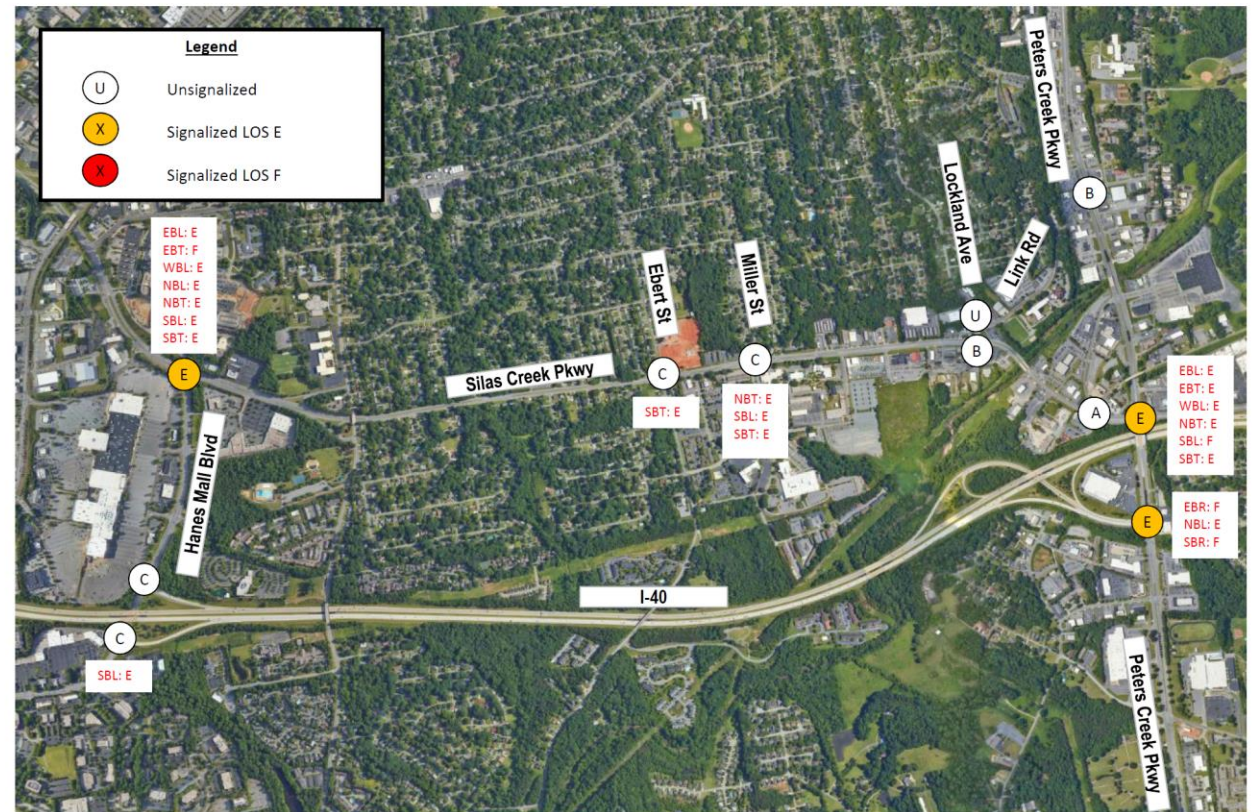 Legend
U Unsignalized
X Signalized LOS E
X Signalized LOS F
Peters Creek Pkwy
B
Lockland Ave
Link Rd
U
B
Miller St
Ebert St
EBL: E
EBT: F
WBL: E
NBL: E
NBT: E
SBL: E
SBT: E
E
Silas Creek Pkwy
C
C
SBT: E
NBT: E
SBL: E
SBT: E
A
E
EBL: E
EBT: E
WBL: E
NBT: E
SBL: F
SBT: E
E
EBR: F
NBL: E
SBR: F
Hanes Mall Blvd
C
I-40
C
SBL: E
Peters Creek Pkwy